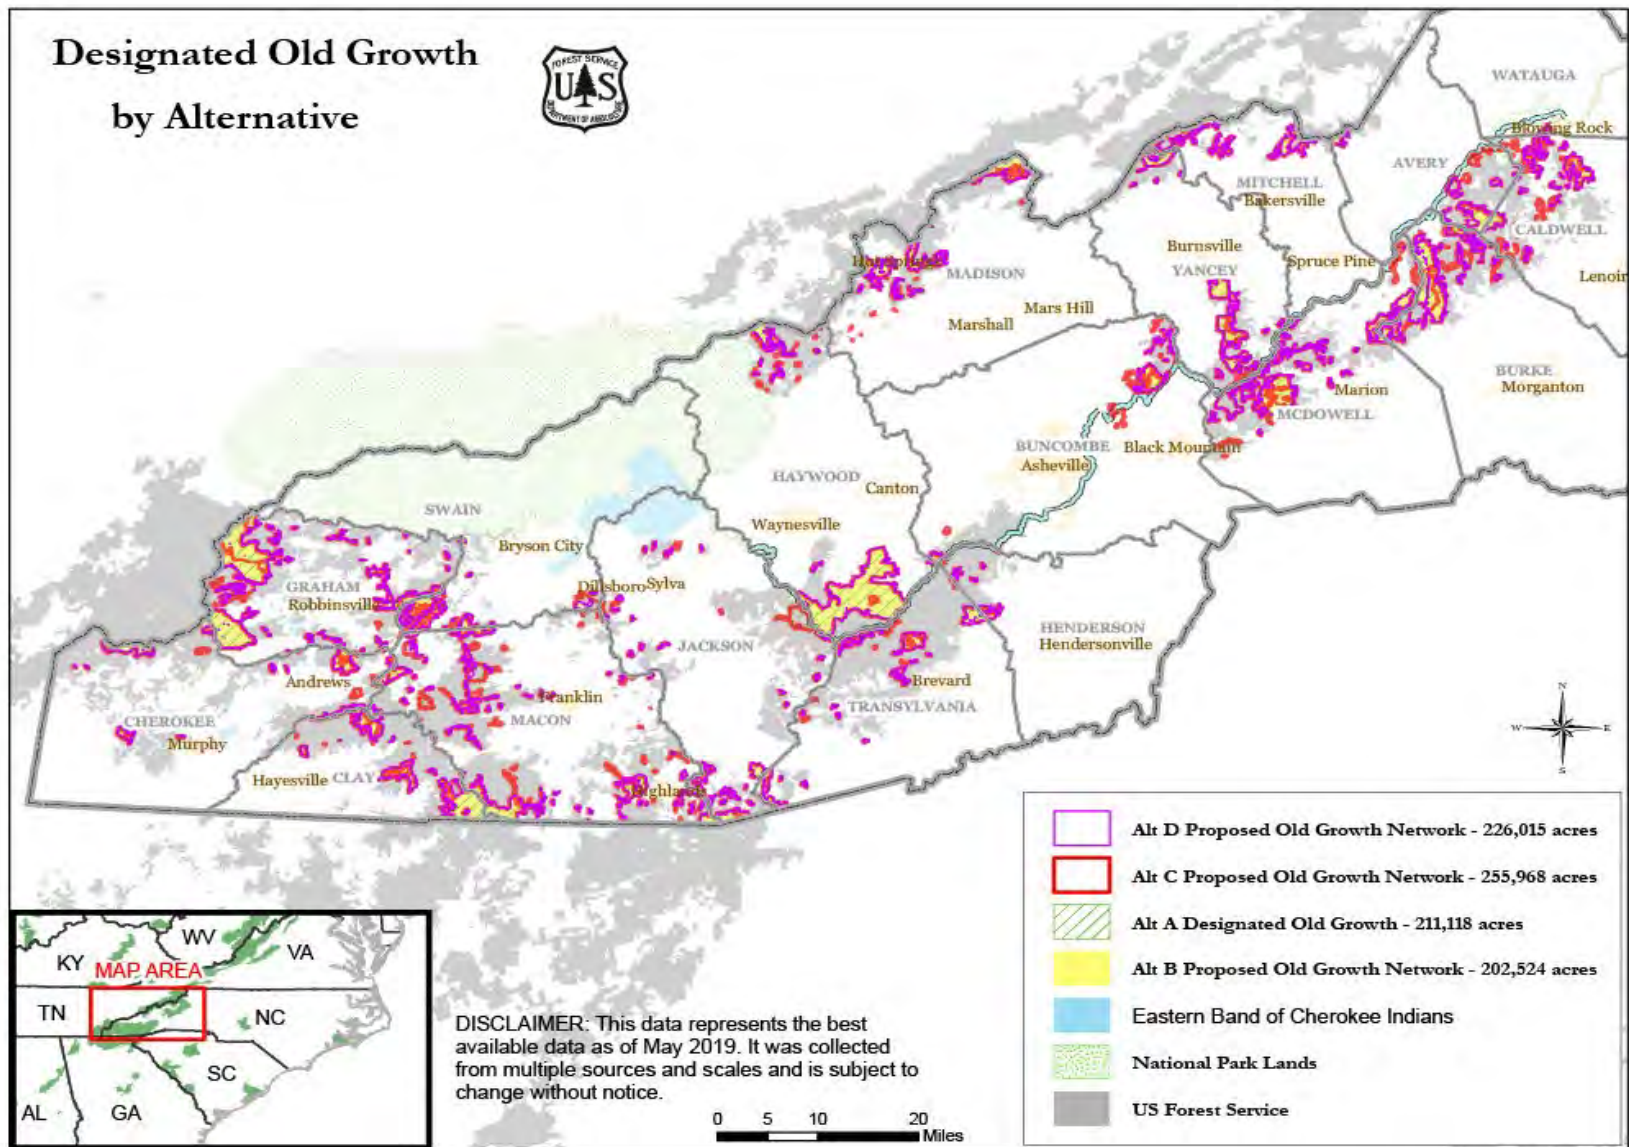 Designated Old Growth
by Alternative
FOREST SERVICE
US
DEPARTMENT OF AGRICULTURE
WATAUGA
Blowing Rock
AVERY
MITCHELL
Bakersville
CALDWELL
Burnsville
YANCEY
Spruce Pine
Lenoir
Hot Springs
MADISON
Mars Hill
Marshall
BURKE
Morganton
Marion
MCDOWELL
BUNCOMBE
Asheville
Black Mountain
HAYWOOD
Canton
Waynesville
SWAIN
Bryson City
Dillsboro
Sylva
GRAHAM
Robbinsville
JACKSON
HENDERSON
Hendersonville
Andrews
Franklin
Brevard
TRANSYLVANIA
CHEROKEE
Murphy
MACON
Hayesville
CLAY
Highlands
N
W
E
S
Alt D Proposed Old Growth Network - 226,015 acres
Alt C Proposed Old Growth Network - 255,968 acres
Alt A Designated Old Growth - 211,118 acres
Alt B Proposed Old Growth Network - 202,524 acres
Eastern Band of Cherokee Indians
National Park Lands
US Forest Service
WV
VA
KY
MAP AREA
TN
NC
SC
AL
GA
DISCLAIMER: This data represents the best
available data as of May 2019. It was collected
from multiple sources and scales and is subject to
change without notice.
0 5 10 20
Miles